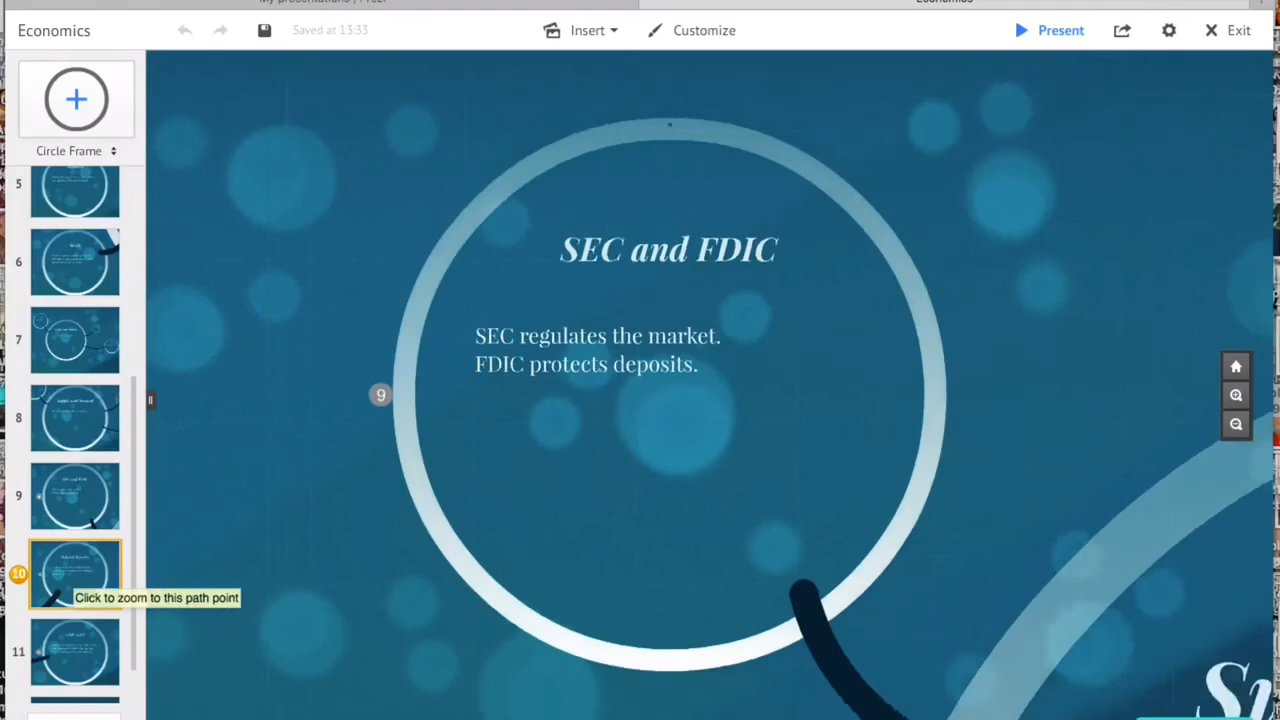 Economics
Saved at 13:33
Insert
Customize
Present
Exit
Circle Frame
5
6
7
8
9
10
11
Click to zoom to this path point
9
SEC and FDIC
SEC regulates the market.
FDIC protects deposits.